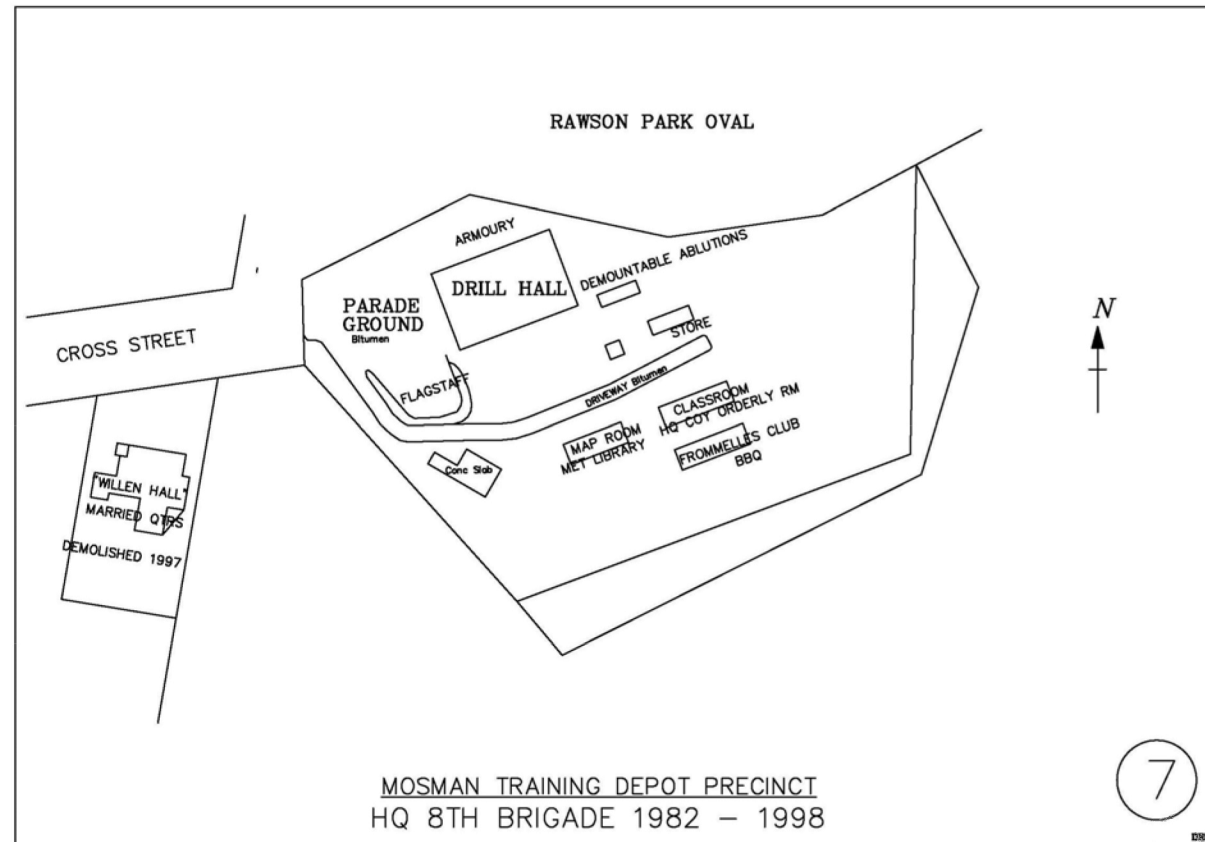 RAWSON PARK OVAL
ARMOURY
DEMOUNTABLE ABLUTIONS
DRILL HALL
PARADE
GROUND
Bitumen
STORE
CROSS STREET
FLAGSTAFF
DRIVEWAY Bitumen
CLASSROOM
HQ COY ORDERLY RM
MAP ROOM
MET LIBRARY
FROMMELLES CLUB
BBQ
Conc Slab
"WILLEN HALL"
MARRIED QTRS
DEMOLISHED 1997
N
MOSMAN TRAINING DEPOT PRECINCT
HQ 8TH BRIGADE 1982 – 1998
7